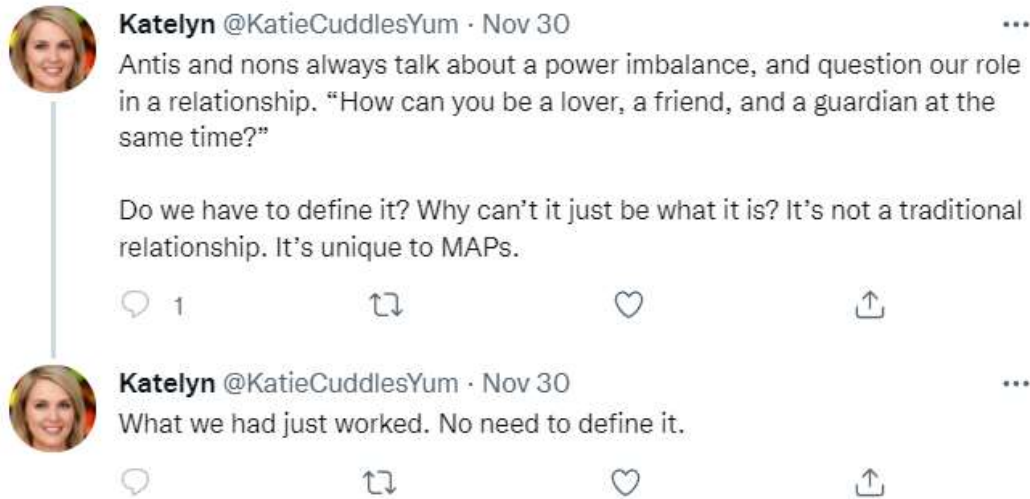 Katelyn @KatieCuddlesYum · Nov 30
Antis and nons always talk about a power imbalance, and question our role
in a relationship. “How can you be a lover, a friend, and a guardian at the
same time?”
Do we have to define it? Why can’t it just be what it is? It’s not a traditional
relationship. It’s unique to MAPs.
1
Katelyn @KatieCuddlesYum · Nov 30
What we had just worked. No need to define it.